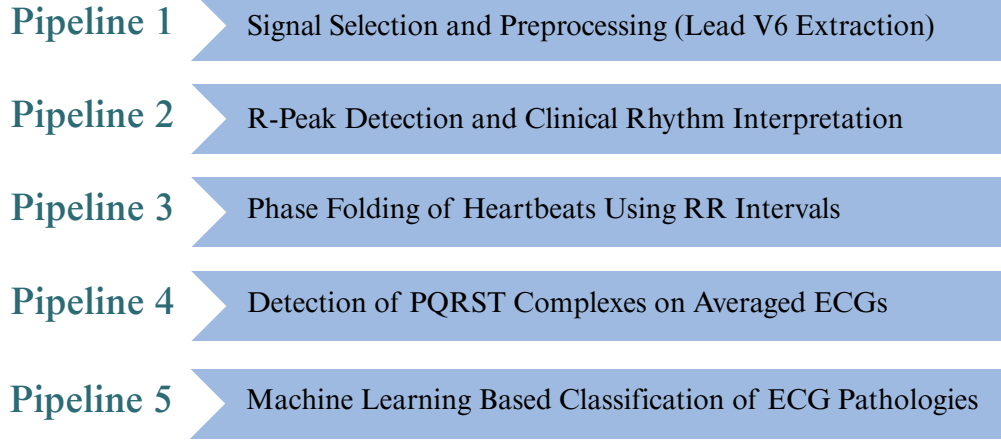 Pipeline 1 Signal Selection and Preprocessing (Lead V6 Extraction)
Pipeline 2 R-Peak Detection and Clinical Rhythm Interpretation
Pipeline 3 Phase Folding of Heartbeats Using RR Intervals
Pipeline 4 Detection of PQRST Complexes on Averaged ECGs
Pipeline 5 Machine Learning Based Classification of ECG Pathologies